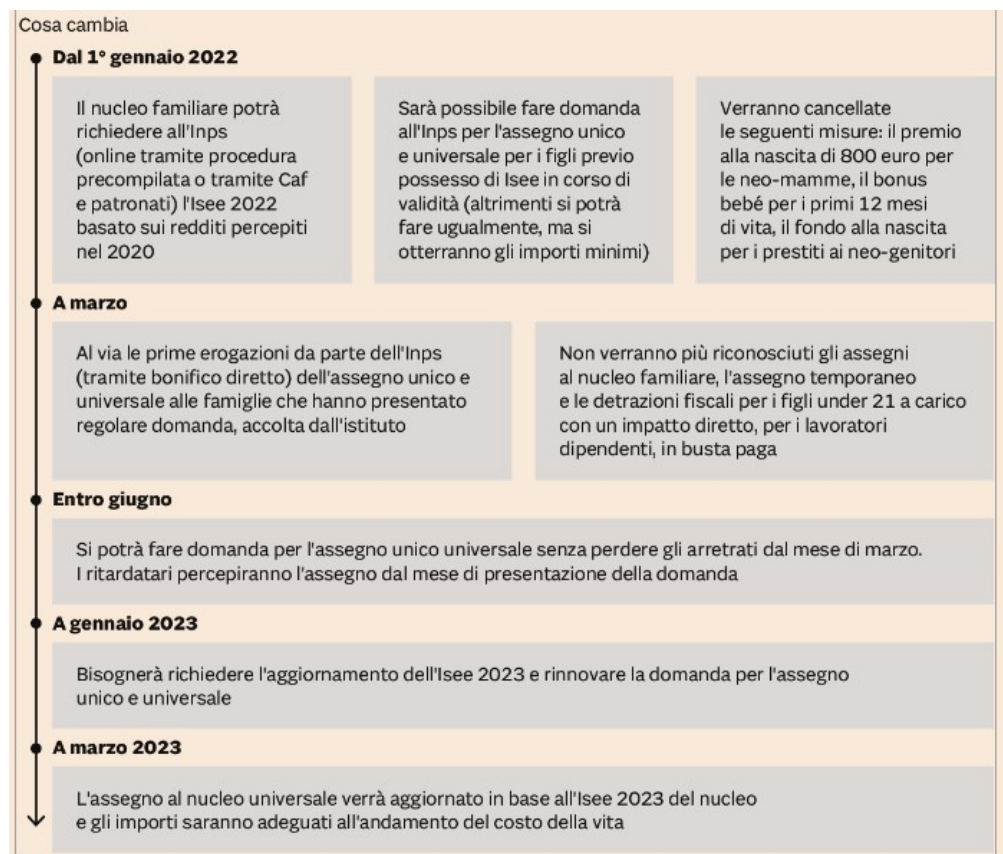 Cosa cambia
Dal 1° gennaio 2022
Il nucleo familiare potrà
richiedere all'Inps
(online tramite procedura
precompilata o tramite Caf
e patronati) l'Isee 2022
basato sui redditi percepiti
nel 2020
Sarà possibile fare domanda
all'Inps per l'assegno unico
e universale per i figli previo
possesso di Isee in corso di
validità (altrimenti si potrà
fare ugualmente, ma si
otterranno gli importi minimi)
Verranno cancellate
le seguenti misure: il premio
alla nascita di 800 euro per
le neo-mamme, il bonus
bebé per i primi 12 mesi
di vita, il fondo alla nascita
per i prestiti ai neo-genitori
A marzo
Al via le prime erogazioni da parte dell'Inps
(tramite bonifico diretto) dell'assegno unico e
universale alle famiglie che hanno presentato
regolare domanda, accolta dall'istituto
Non verranno più riconosciuti gli assegni
al nucleo familiare, l'assegno temporaneo
e le detrazioni fiscali per i figli under 21 a carico
con un impatto diretto, per i lavoratori
dipendenti, in busta paga
Entro giugno
Si potrà fare domanda per l'assegno unico universale senza perdere gli arretrati dal mese di marzo.
I ritardatari percepiranno l'assegno dal mese di presentazione della domanda
A gennaio 2023
Bisognerà richiedere l'aggiornamento dell'Isee 2023 e rinnovare la domanda per l'assegno
unico e universale
A marzo 2023
L'assegno al nucleo universale verrà aggiornato in base all'Isee 2023 del nucleo
e gli importi saranno adeguati all'andamento del costo della vita